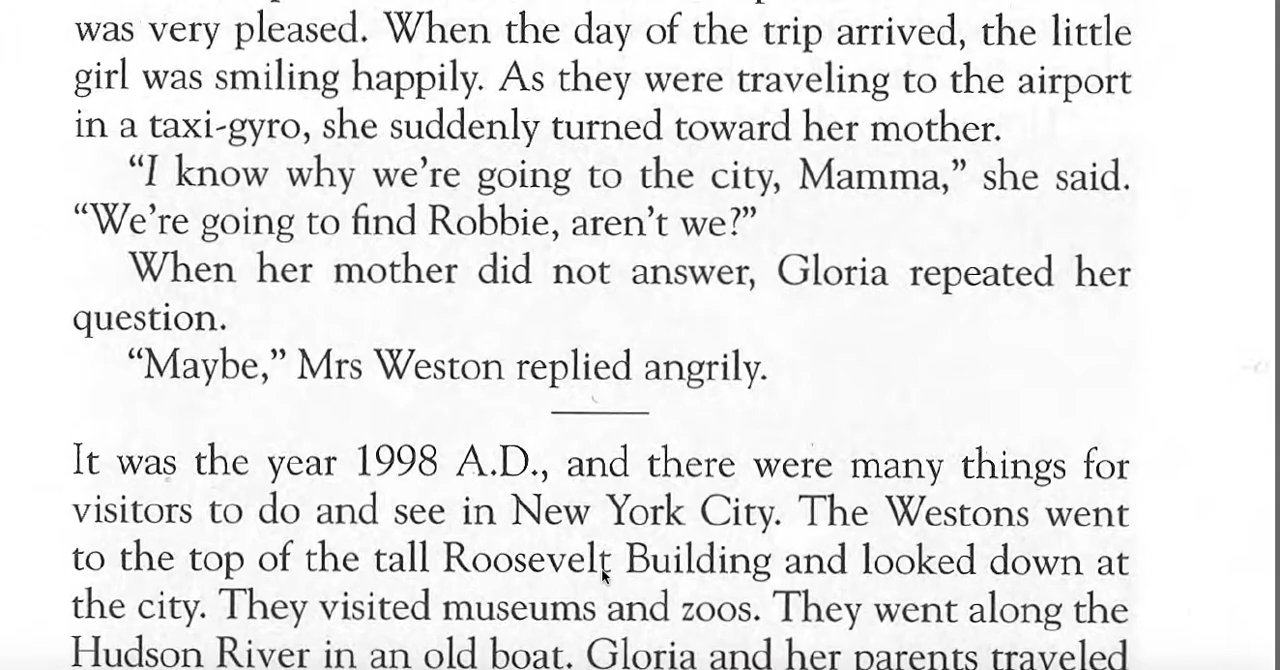 was very pleased. When the day of the trip arrived, the little
girl was smiling happily. As they were traveling to the airport
in a taxi-gyro, she suddenly turned toward her mother.
“I know why we’re going to the city, Mamma,” she said.
“We’re going to find Robbie, aren’t we?”
When her mother did not answer, Gloria repeated her
question.
“Maybe,” Mrs Weston replied angrily.
It was the year 1998 A.D., and there were many things for
visitors to do and see in New York City. The Westons went
to the top of the tall Roosevelt Building and looked down at
the city. They visited museums and zoos. They went along the
Hudson River in an old boat. Gloria and her parents traveled